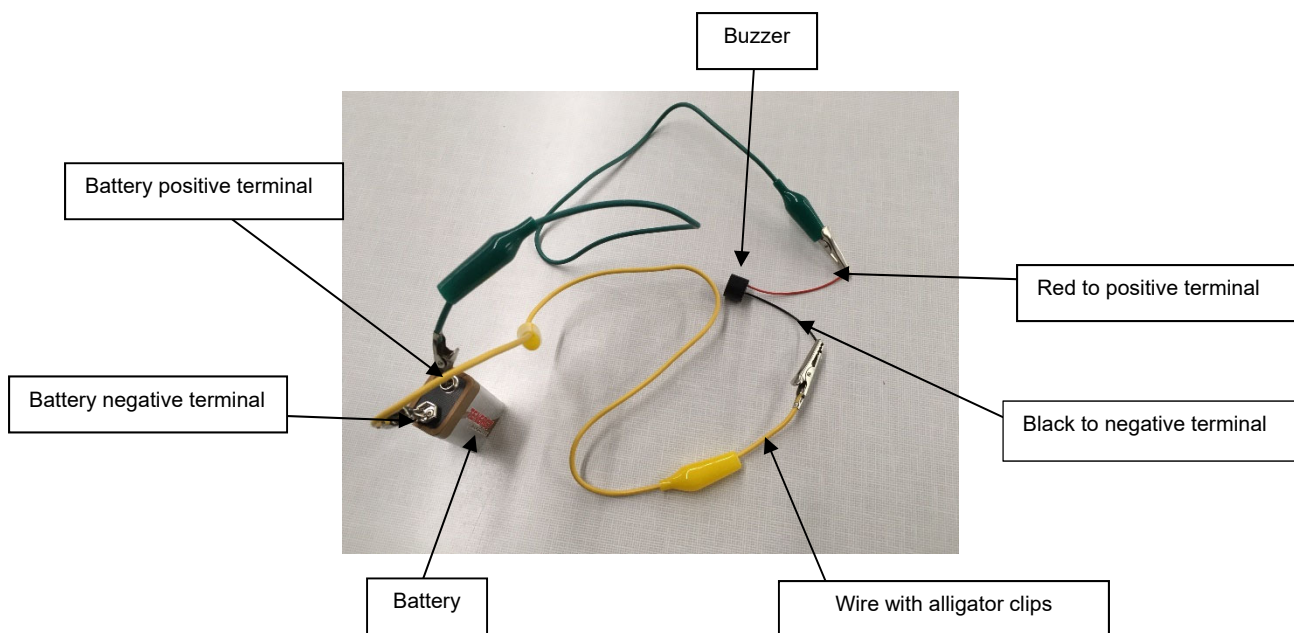 Buzzer
Battery positive terminal
Red to positive terminal
Battery negative terminal
Black to negative terminal
Battery
Wire with alligator clips